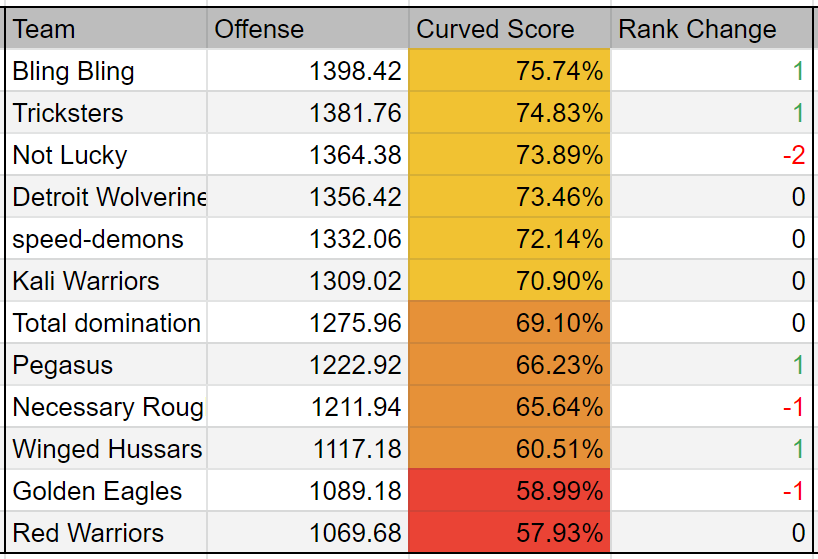 Team Offense Curved Score Rank Change
Bling Bling 1398.42 75.74% 1
Tricksters 1381.76 74.83% 1
Not Lucky 1364.38 73.89% -2
Detroit Wolverine 1356.42 73.46% 0
speed-demons 1332.06 72.14% 0
Kali Warriors 1309.02 70.90% 0
Total domination 1275.96 69.10% 0
Pegasus 1222.92 66.23% 1
Necessary Roug 1211.94 65.64% -1
Winged Hussars 1117.18 60.51% 1
Golden Eagles 1089.18 58.99% -1
Red Warriors 1069.68 57.93% 0